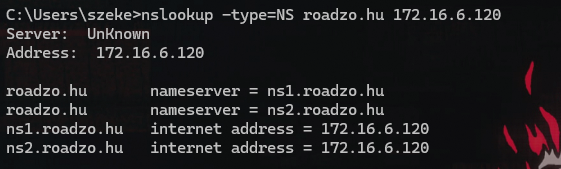 C:\Users\szeke>nslookup -type=NS roadzo.hu 172.16.6.120
Server:  UnKnown
Address:  172.16.6.120

roadzo.hu       nameserver = ns1.roadzo.hu
roadzo.hu       nameserver = ns2.roadzo.hu
ns1.roadzo.hu   internet address = 172.16.6.120
ns2.roadzo.hu   internet address = 172.16.6.120